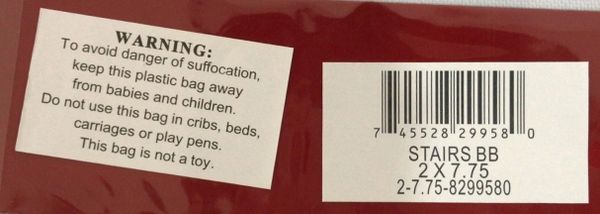 WARNING:
To avoid danger of suffocation,
keep this plastic bag away
from babies and children.
Do not use this bag in cribs, beds,
carriages or play pens.
This bag is not a toy.
7 45528 29958 0
STAIRS BB
2 X 7.75
2-7.75-8299580